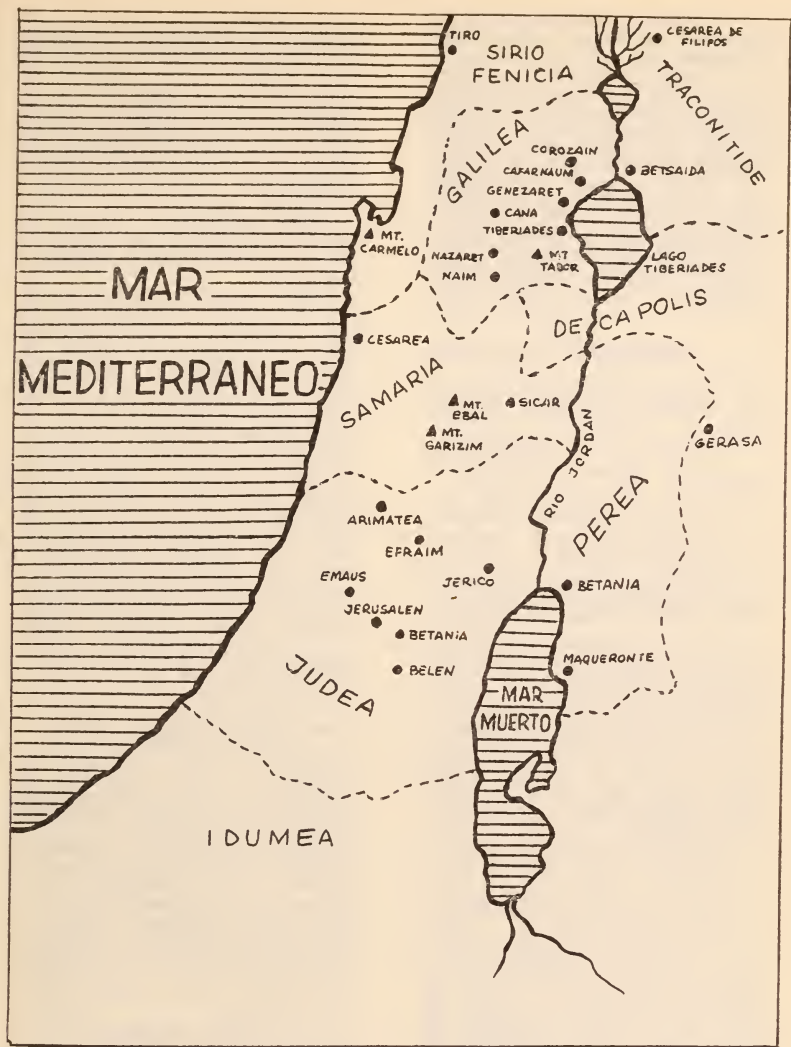 TIRO
SIRIO
FENICIA
CESAREA DE
FILIPOS
TRACONITIDE
GALILEA
COROZAIN
CAFARNAUM
BETSAIDA
GENEZARET
CANA
TIBERIADES
MT.
CARMELO
NAZARET
MT
TABOR
NAIM
LAGO
TIBERIADES
MAR
MEDITERRANEO
DECAPOLIS
CESAREA
SAMARIA
MT.
EBAL
SICAR
MT.
GARIZIM
GERASA
RIO JORDAN
PEREA
ARIMATEA
EFRAIM
JERICO
EMAUS
BETANIA
JERUSALEN
BETANIA
BELEN
MAQUERONTE
JUDEA
MAR
MUERTO
IDUMEA